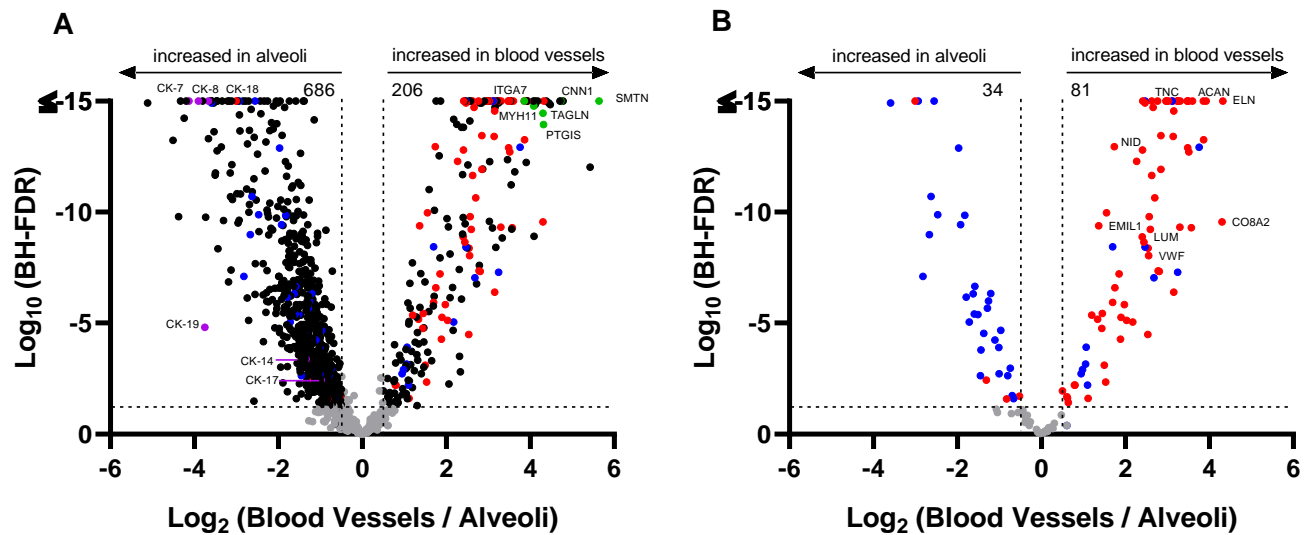 A
increased in alveoli
increased in blood vessels
CK-7 CK-8 CK-18 686 206 ITGA7 CNN1 SMTN
-15
MYH11 TAGLN
PTGIS
-10
-5
CK-19
CK-14
CK-17
0
-6 -4 -2 0 2 4 6
Log10 (BH-FDR)
Log2 (Blood Vessels / Alveoli)
B
increased in alveoli
increased in blood vessels
34 81 TNC ACAN
-15
ELN
NID
-10
EMIL1 CO8A2
LUM
VWF
-5
0
-6 -4 -2 0 2 4 6
Log10 (BH-FDR)
Log2 (Blood Vessels / Alveoli)